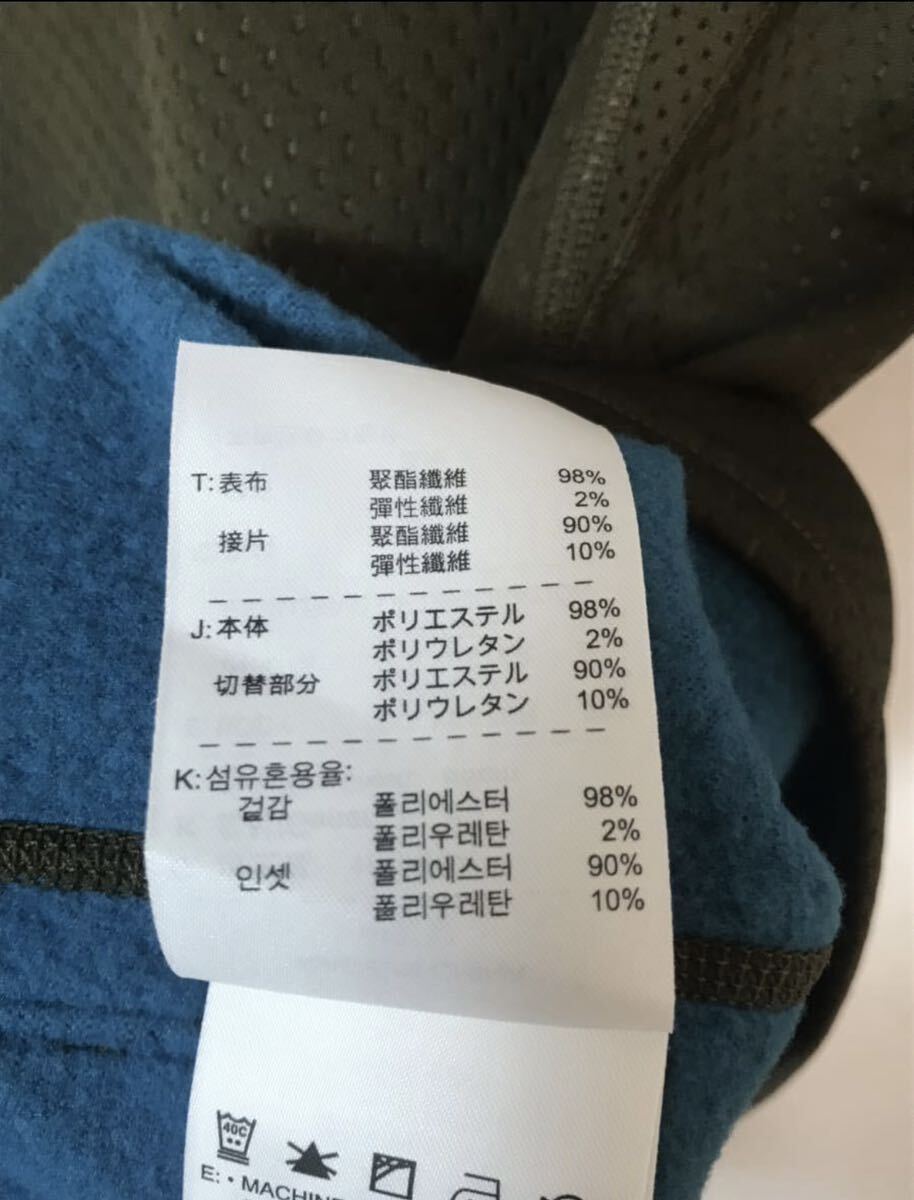 T: 表布 聚酯纖維 98%
彈性纖維 2%
接片 聚酯纖維 90%
彈性纖維 10%
J: 本体 ポリエステル 98%
ポリウレタン 2%
切替部分 ポリエステル 90%
ポリウレタン 10%
K: 섬유혼용율:
겉감 폴리에스터 98%
폴리우레탄 2%
인셋 폴리에스터 90%
폴리우레탄 10%
40C
E: • MACHINE